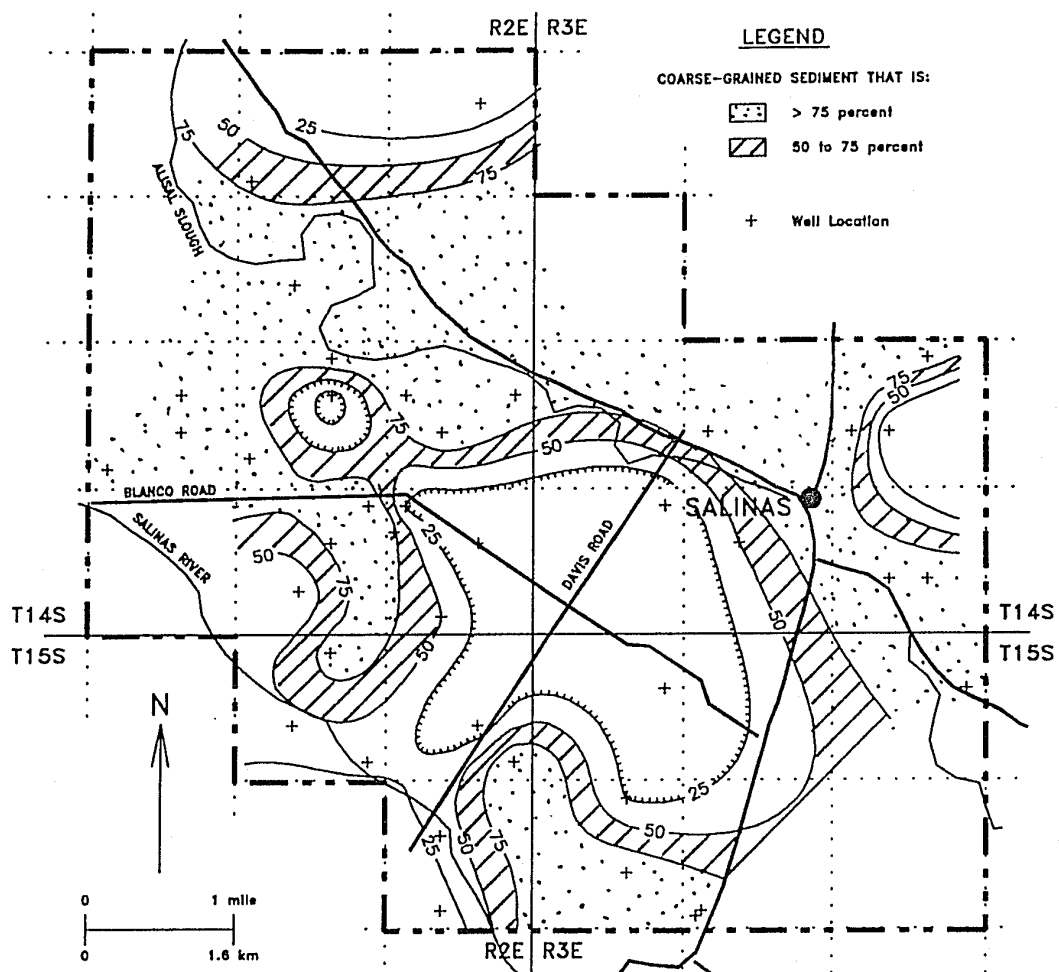 R2E R3E
LEGEND
COARSE-GRAINED SEDIMENT THAT IS:
> 75 percent
50 to 75 percent
Well Location
25
50
75
75
ALISAL SLOUGH
75
50
75
50
BLANCO ROAD
SALINAS
25
SALINAS RIVER
50
DAVIS ROAD
75
T14S
T14S
50
50
T15S
T15S
N
25
50
50
75
25
0 1 mile
0 1.6 km
R2E R3E